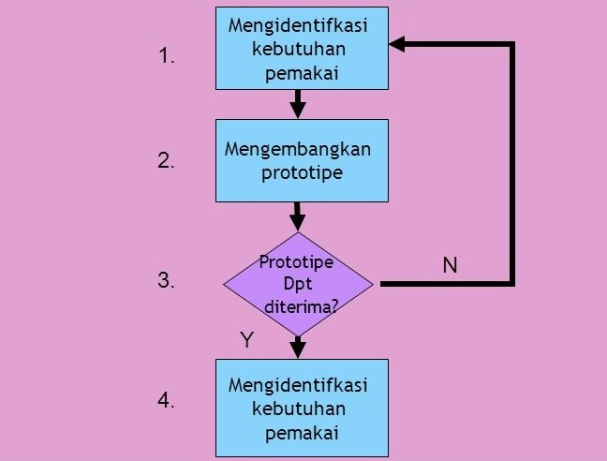 1.
Mengidentifkasi
kebutuhan
pemakai
2.
Mengembangkan
prototipe
3.
Prototipe
Dpt
diterima?
N
Y
4.
Mengidentifkasi
kebutuhan
pemakai